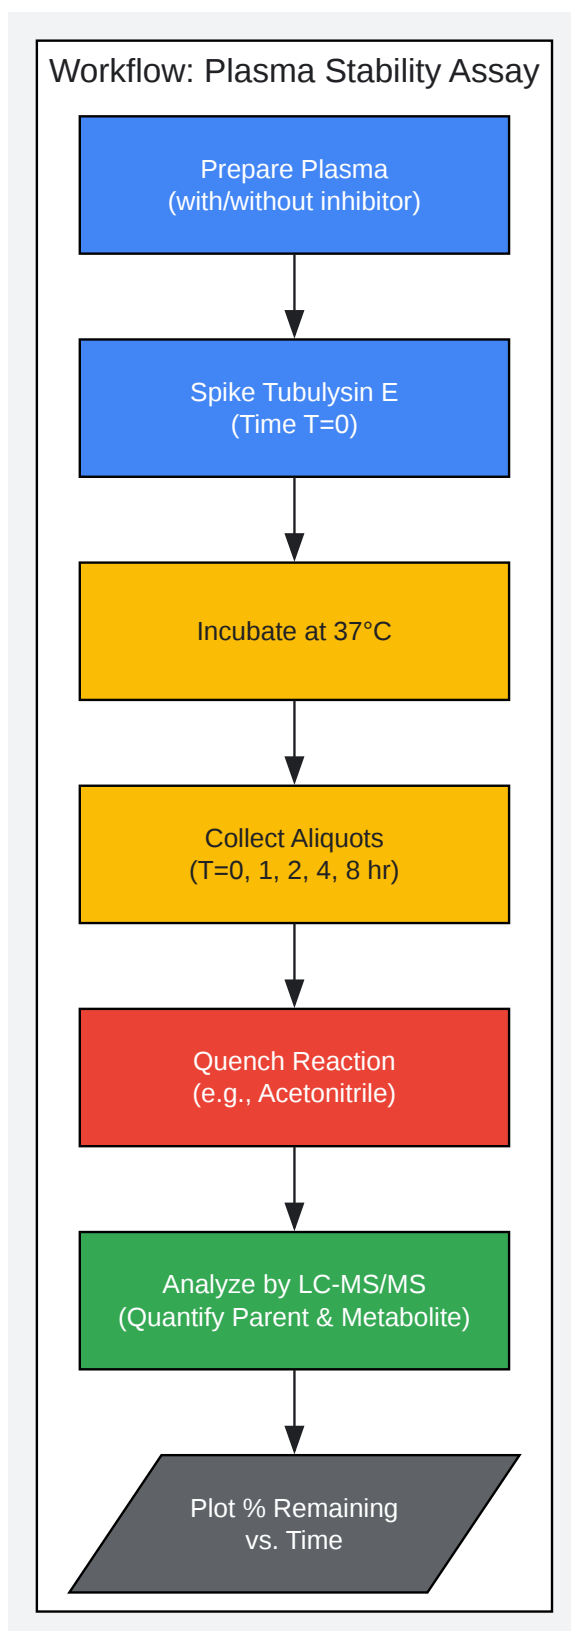 Workflow: Plasma Stability Assay
Prepare Plasma
(with/without inhibitor)
Spike Tubulysin E
(Time T=0)
Incubate at 37°C
Collect Aliquots
(T=0, 1, 2, 4, 8 hr)
Quench Reaction
(e.g., Acetonitrile)
Analyze by LC-MS/MS
(Quantify Parent & Metabolite)
Plot % Remaining
vs. Time